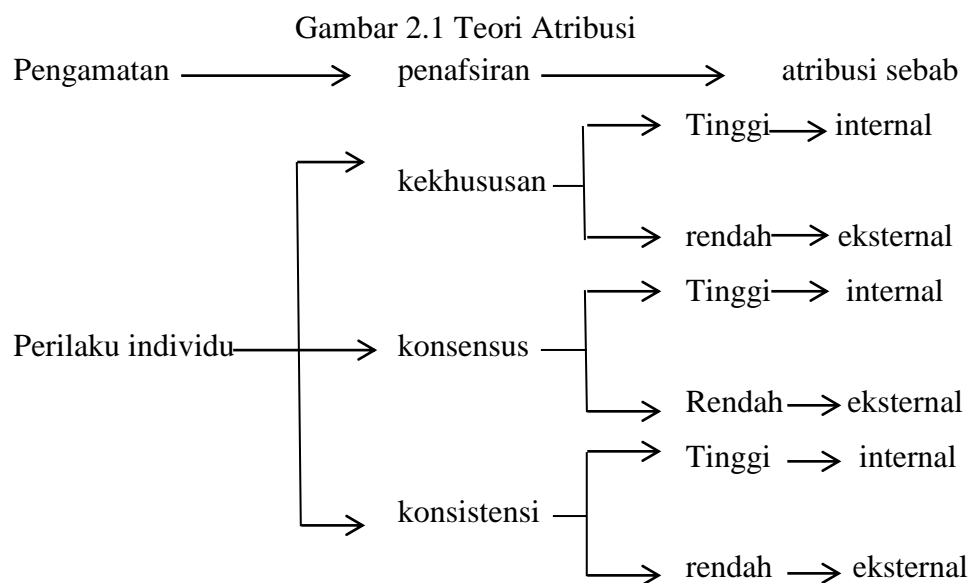 Gambar 2.1 Teori Atribusi
Pengamatan penafsiran atribusi sebab
Tinggi internal
kekhususan
rendah eksternal
Tinggi internal
Perilaku individu konsensus
Rendah eksternal
Tinggi internal
konsistensi
rendah eksternal